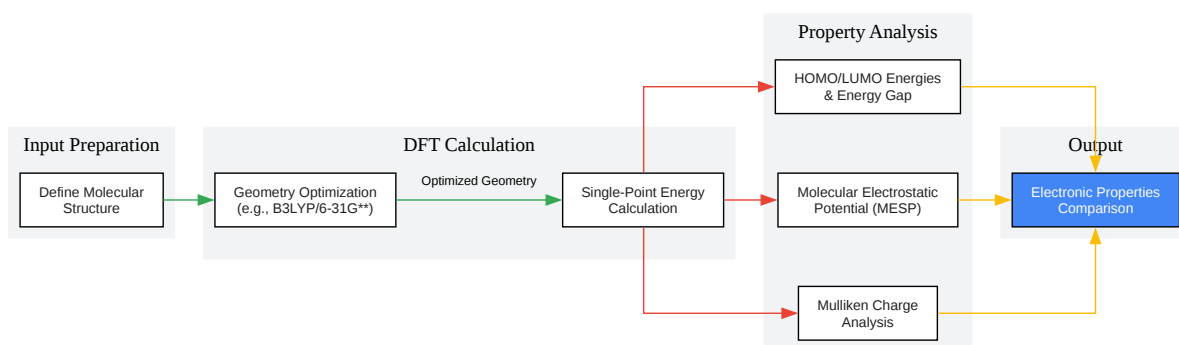 Input Preparation
Define Molecular
Structure
DFT Calculation
Geometry Optimization
(e.g., B3LYP/6-31G**)
Optimized Geometry
Single-Point Energy
Calculation
Property Analysis
HOMO/LUMO Energies
& Energy Gap
Molecular Electrostatic
Potential (MESP)
Mulliken Charge
Analysis
Output
Electronic Properties
Comparison